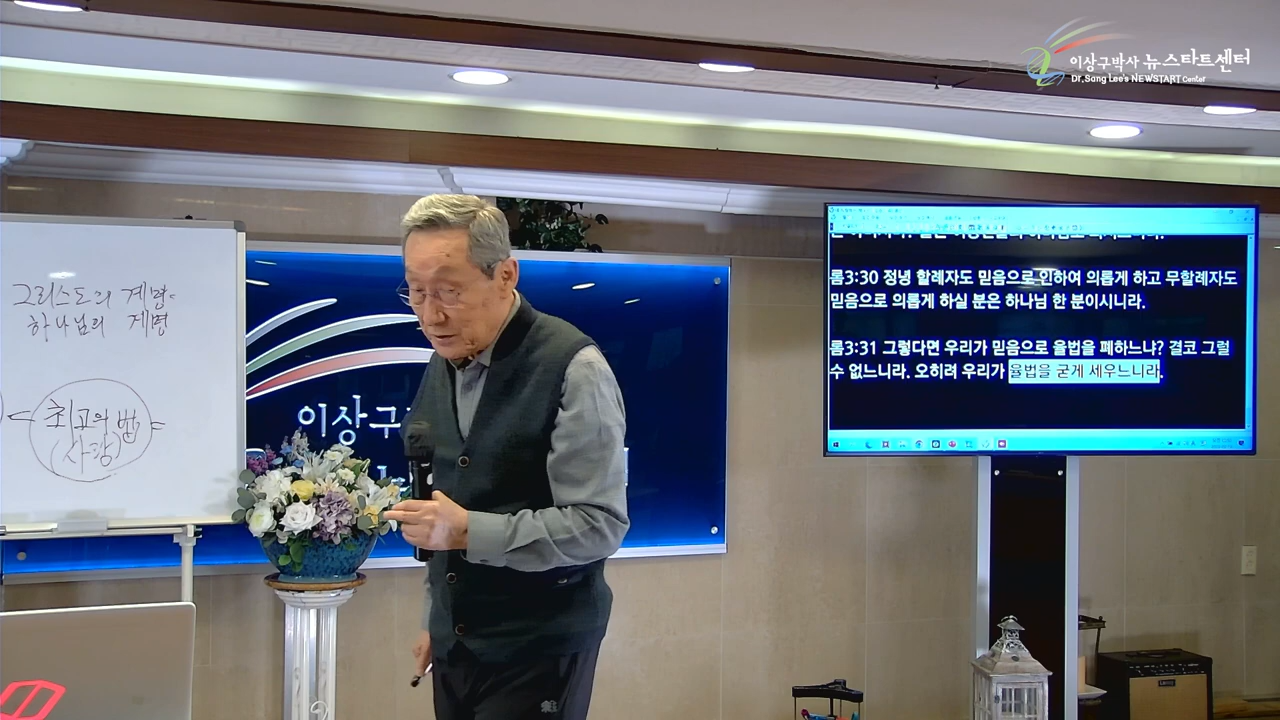 이상구박사 뉴스타트센터
Dr.Sang Lee's NEWSTART Center
그리스도의 계명=
하나님의 계명
최고의 법
(사랑)
이상구
롬3:30 정녕 할례자도 믿음으로 인하여 의롭게 하고 무할례자도
믿음으로 의롭게 하실 분은 하나님 한 분이시니라.
롬3:31 그렇다면 우리가 믿음으로 율법을 폐하느냐? 결코 그럴
수 없느니라. 오히려 우리가 율법을 굳게 세우느니라.